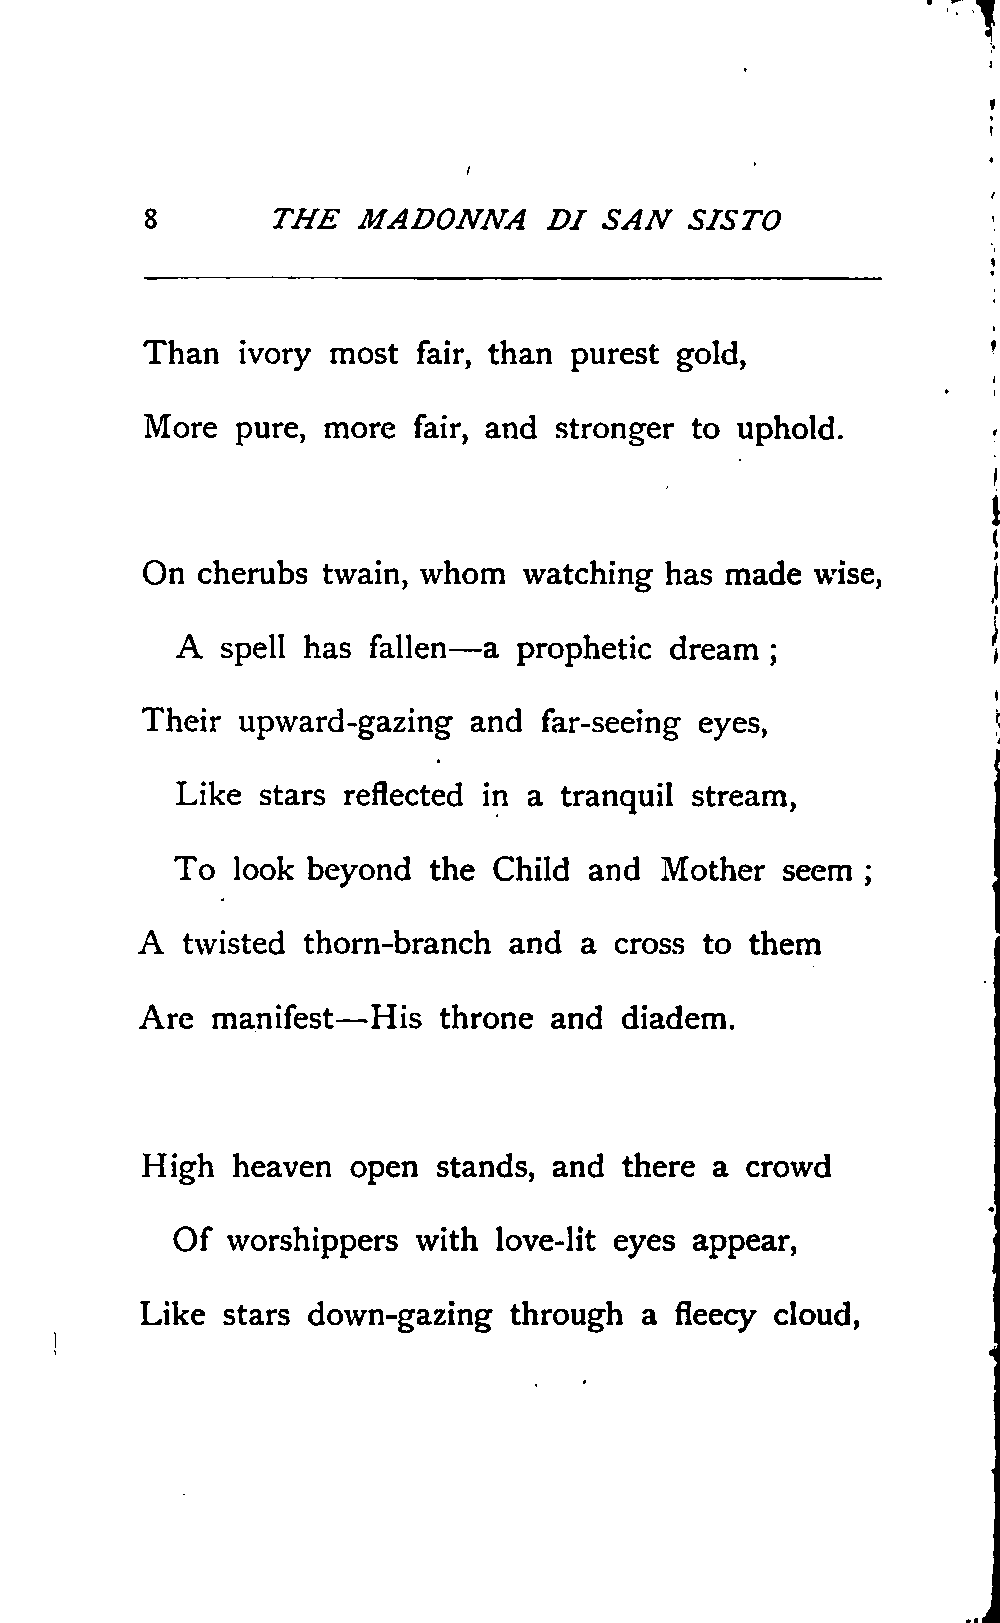 8 THE MADONNA DI SAN SISTO
Than ivory most fair, than purest gold,
More pure, more fair, and stronger to uphold.
On cherubs twain, whom watching has made wise,
A spell has fallen—a prophetic dream ;
Their upward-gazing and far-seeing eyes,
Like stars reflected in a tranquil stream,
To look beyond the Child and Mother seem ;
A twisted thorn-branch and a cross to them
Are manifest—His throne and diadem.
High heaven open stands, and there a crowd
Of worshippers with love-lit eyes appear,
Like stars down-gazing through a fleecy cloud,